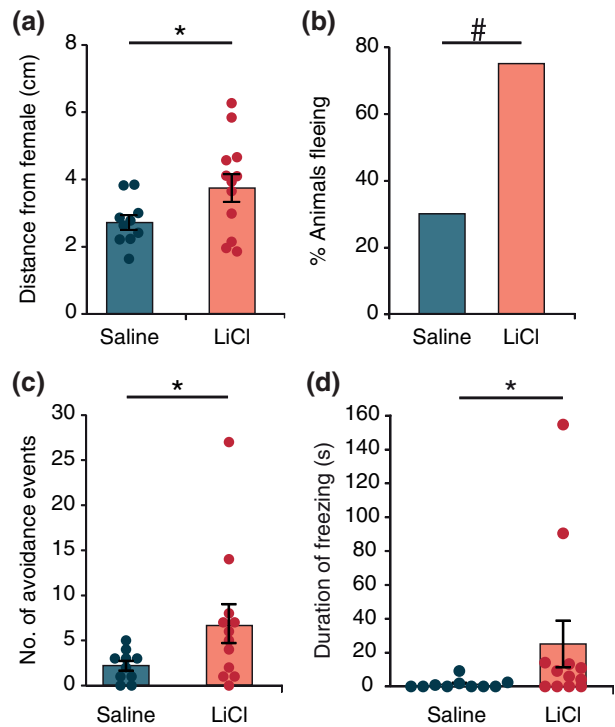 (a)
*
Distance from female (cm)
8
6
4
2
0
Saline
LiCl
(b)
#
% Animals fleeing
80
60
40
20
0
Saline
LiCl
(c)
*
No. of avoidance events
30
25
20
15
10
5
0
Saline
LiCl
(d)
*
Duration of freezing (s)
160
140
120
100
80
60
40
20
0
Saline
LiCl